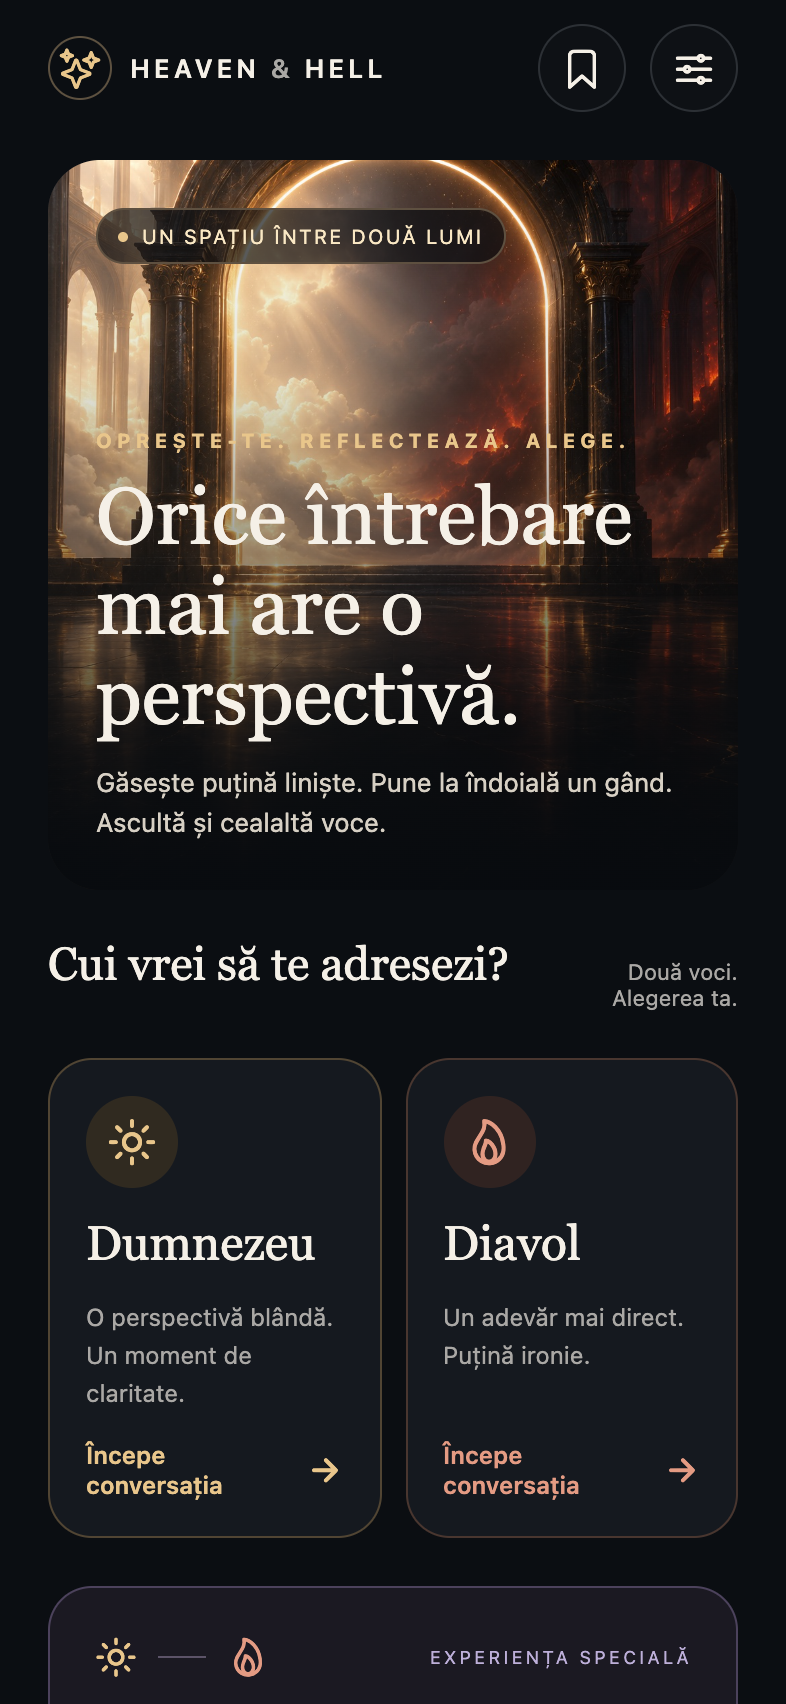 HEAVEN & HELL
UN SPAȚIU ÎNTRE DOUĂ LUMI
OPREȘTE-TE. REFLECTEAZĂ. ALEGE.
Orice întrebare
mai are o
perspectivă.
Găsește puțină liniște. Pune la îndoială un gând.
Ascultă și cealaltă voce.
Cui vrei să te adresezi?
Două voci.
Alegerea ta.
Dumnezeu
O perspectivă blândă.
Un moment de
claritate.
Începe
conversația
Diavol
Un adevăr mai direct.
Puțină ironie.
Începe
conversația
EXPERIENȚA SPECIALĂ